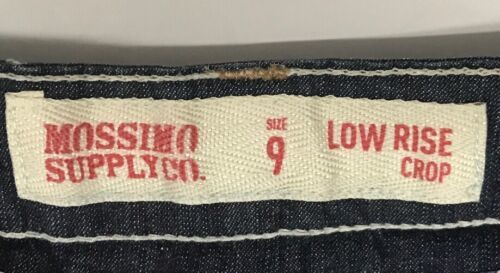 MOSSIMO
SUPPLY CO.
SIZE
9
LOW RISE
CROP